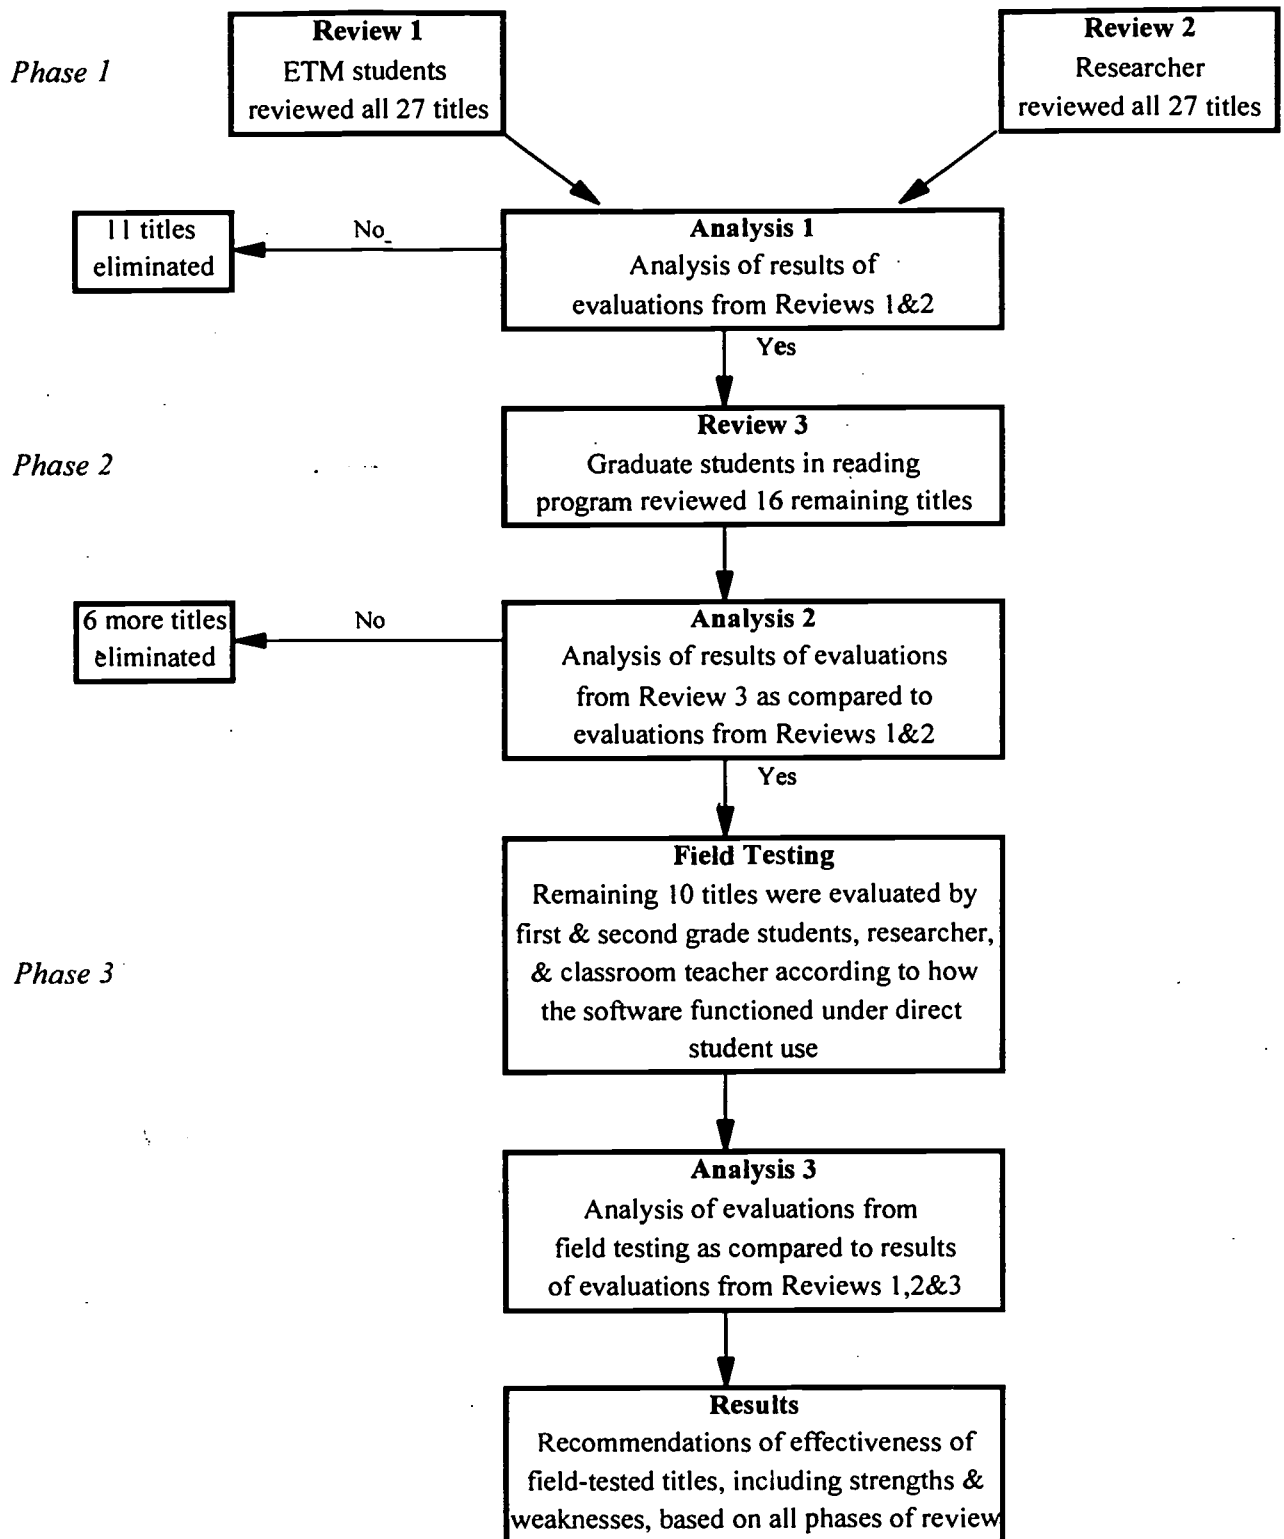 Phase 1
Review 1
ETM students
reviewed all 27 titles
Review 2
Researcher
reviewed all 27 titles
11 titles
eliminated
No
Analysis 1
Analysis of results of
evaluations from Reviews 1&2
Yes
Phase 2
Review 3
Graduate students in reading
program reviewed 16 remaining titles
6 more titles
eliminated
No
Analysis 2
Analysis of results of evaluations
from Review 3 as compared to
evaluations from Reviews 1&2
Yes
Phase 3
Field Testing
Remaining 10 titles were evaluated by
first & second grade students, researcher,
& classroom teacher according to how
the software functioned under direct
student use
Analysis 3
Analysis of evaluations from
field testing as compared to results
of evaluations from Reviews 1,2&3
Results
Recommendations of effectiveness of
field-tested titles, including strengths &
weaknesses, based on all phases of review